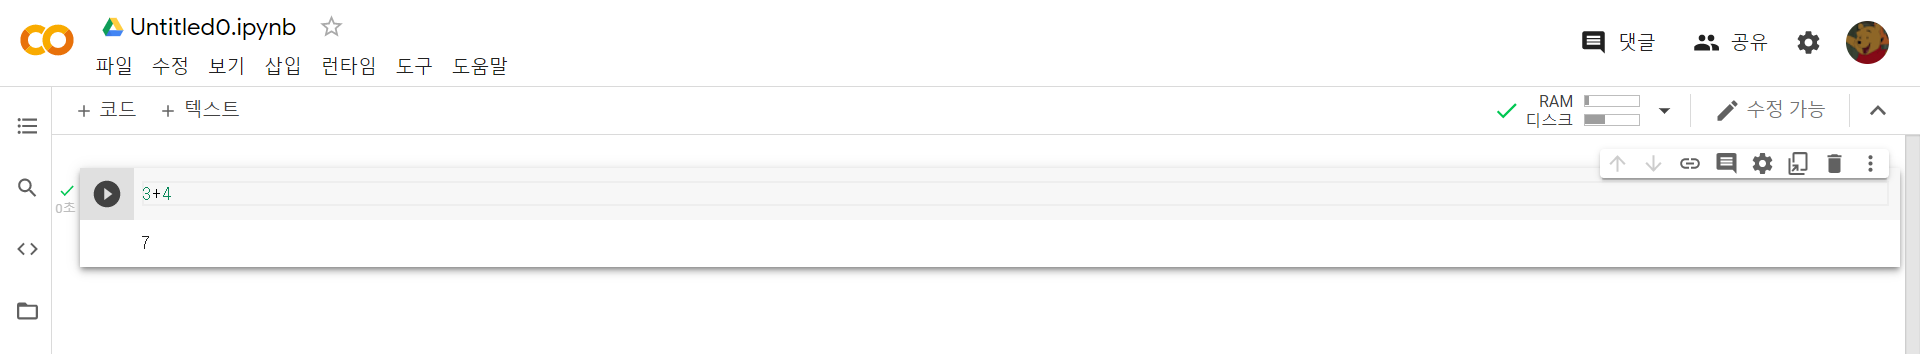 Untitled0.ipynb
파일 수정 보기 삽입 런타임 도구 도움말
댓글 공유
+ 코드 + 텍스트
RAM
디스크
수정 가능
0초
3+4
7